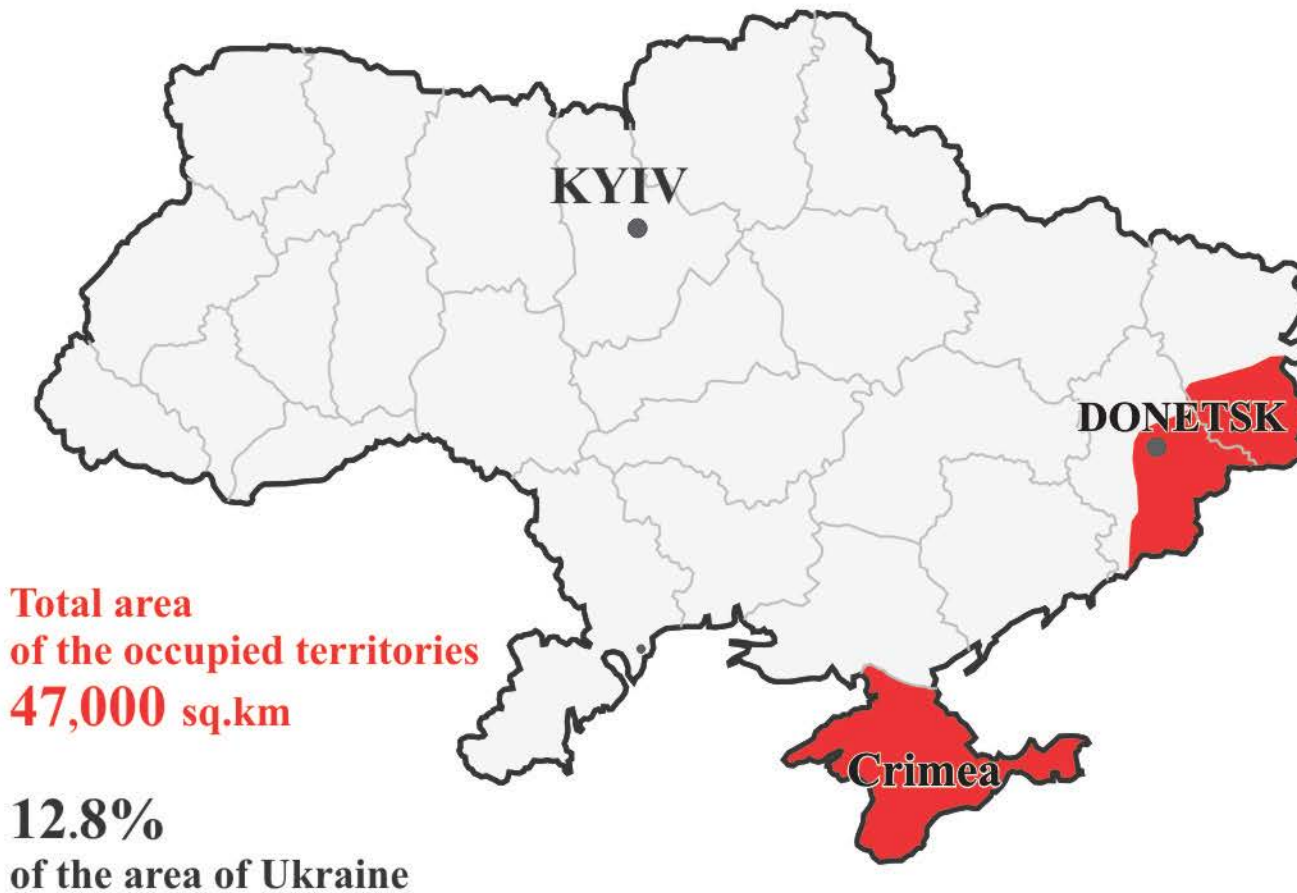 KYIV
DONETSK
Total area
of the occupied territories
47,000 sq.km
Crimea
12.8%
of the area of Ukraine